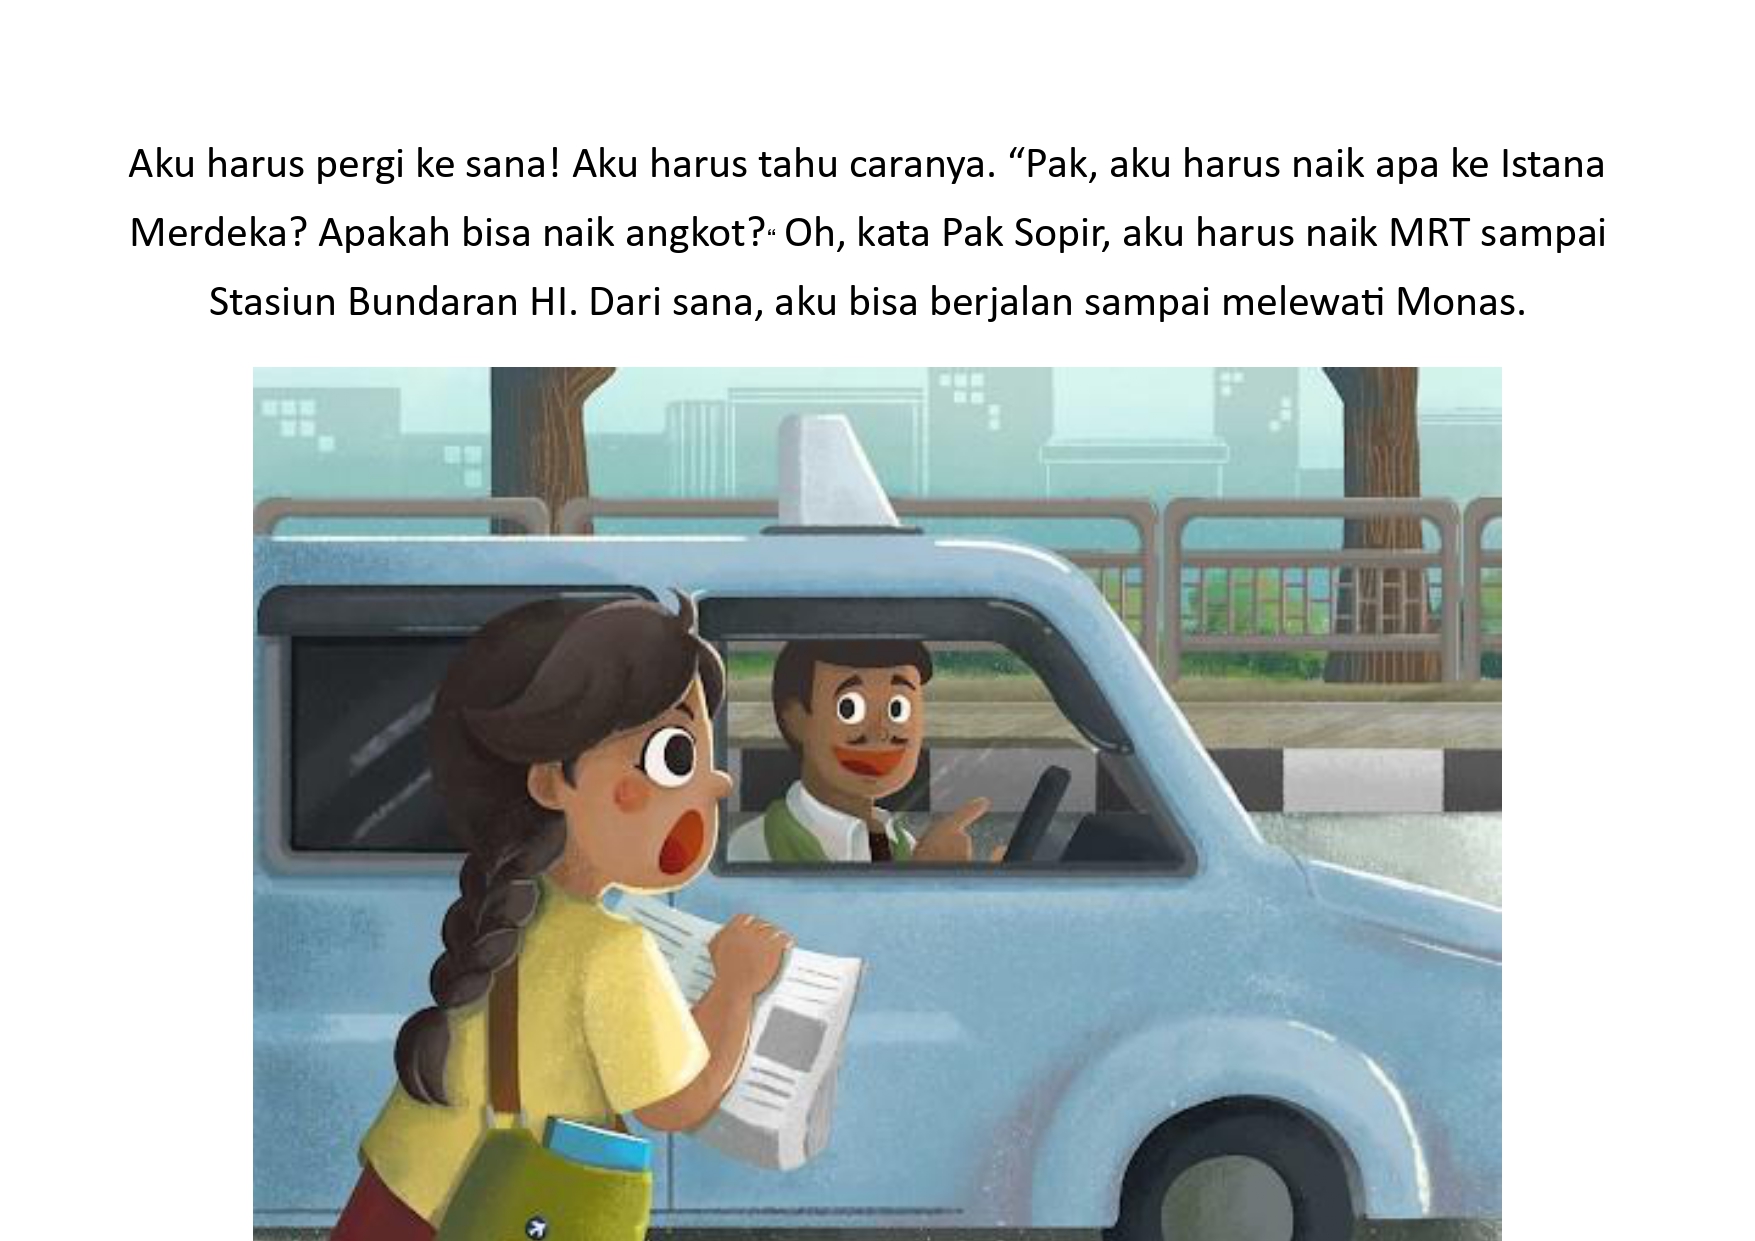 Aku harus pergi ke sana! Aku harus tahu caranya. “Pak, aku harus naik apa ke Istana
Merdeka? Apakah bisa naik angkot?“ Oh, kata Pak Sopir, aku harus naik MRT sampai
Stasiun Bundaran HI. Dari sana, aku bisa berjalan sampai melewati Monas.